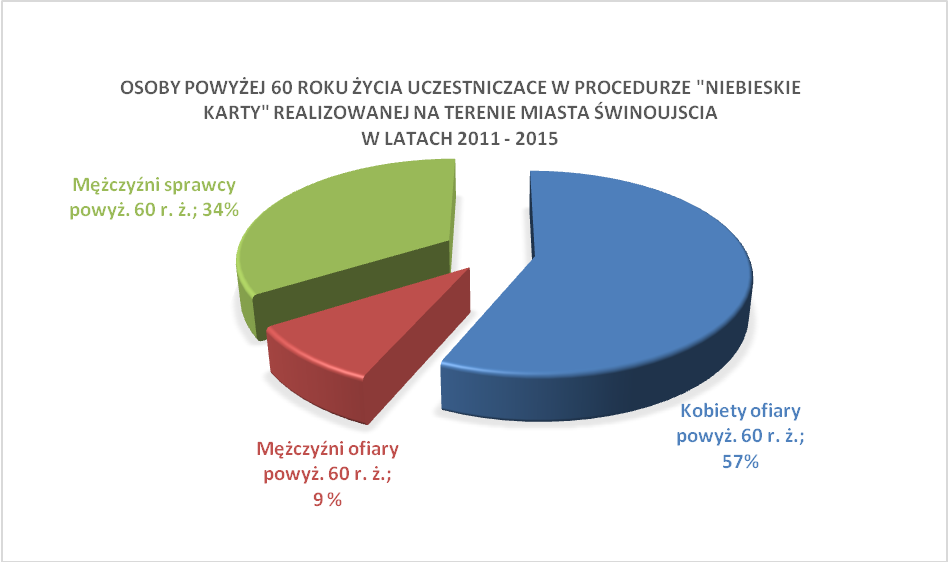 OSOBY POWYŻEJ 60 ROKU ŻYCIA UCZESTNICZACE W PROCEDURZE "NIEBIESKIE
KARTY" REALIZOWANEJ NA TERENIE MIASTA ŚWINOUJSCIA
W LATACH 2011 - 2015
Mężczyźni sprawcy
powyż. 60 r. ż.; 34%
Kobiety ofiary
powyż. 60 r. ż.;
57%
Mężczyźni ofiary
powyż. 60 r. ż.;
9 %